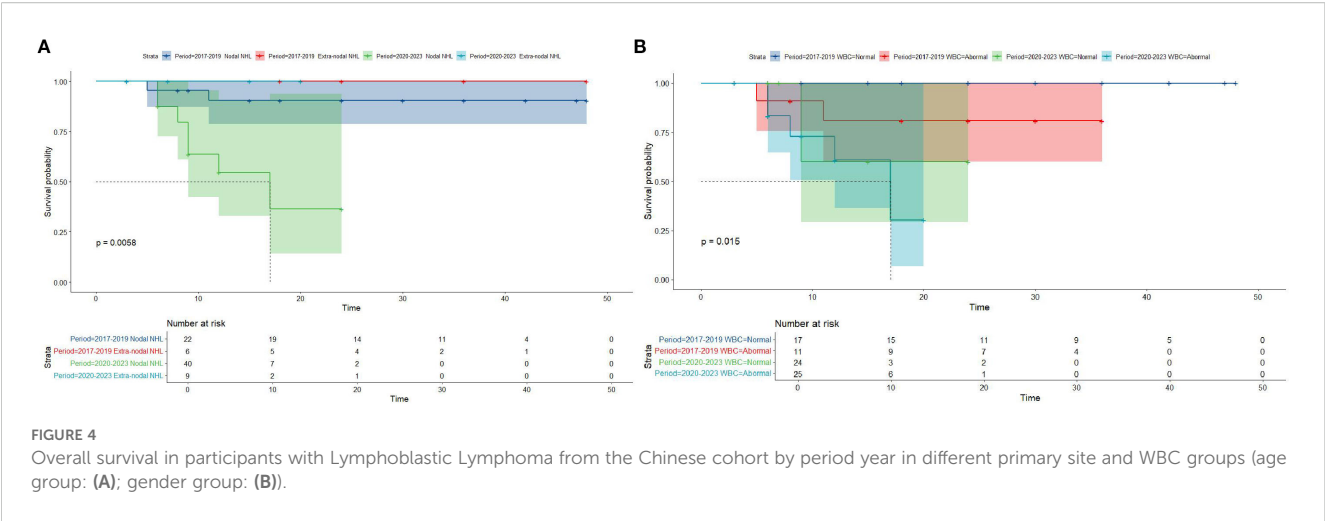 A
Strata Period=2017-2019 Nodal NHL Period=2017-2019 Extra-nodal NHL Period=2020-2023 Nodal NHL Period=2020-2023 Extra-nodal NHL
1.00
0.75
0.50
0.25
0.00
Survival probability
p = 0.0058
0 10 20 30 40 50
Time
Number at risk
Strata
Period=2017-2019 Nodal NHL 22 19 14 11 4 0
Period=2017-2019 Extra-nodal NHL 6 5 4 2 1 0
Period=2020-2023 Nodal NHL 40 7 2 0 0 0
Period=2020-2023 Extra-nodal NHL 9 2 1 0 0 0
0 10 20 30 40 50
Time
B
Strata Period=2017-2019 WBC=Normal Period=2017-2019 WBC=Abormal Period=2020-2023 WBC=Normal Period=2020-2023 WBC=Abormal
1.00
0.75
0.50
0.25
0.00
Survival probability
p = 0.015
0 10 20 30 40 50
Time
Number at risk
Strata
Period=2017-2019 WBC=Normal 17 15 11 9 5 0
Period=2017-2019 WBC=Abormal 11 9 7 4 0 0
Period=2020-2023 WBC=Normal 24 3 2 0 0 0
Period=2020-2023 WBC=Abormal 25 6 1 0 0 0
0 10 20 30 40 50
Time
FIGURE 4
Overall survival in participants with Lymphoblastic Lymphoma from the Chinese cohort by period year in different primary site and WBC groups (age
group: (A); gender group: (B)).